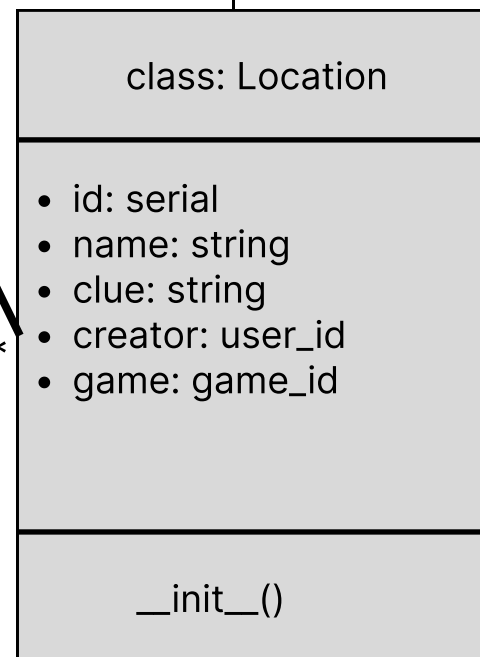 class: Location
• id: serial
• name: string
• clue: string
• creator: user_id
• game: game_id
*
__init__()